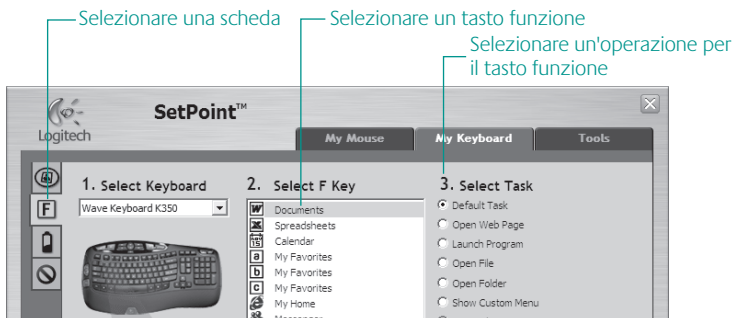 Selezionare una scheda
Selezionare un tasto funzione
Selezionare un'operazione per
il tasto funzione
Logitech
SetPoint™
My Mouse
My Keyboard
Tools
1. Select Keyboard
Wave Keyboard K350
F
2. Select F Key
W Documents
Spreadsheets
15 Calendar
a My Favorites
b My Favorites
c My Favorites
My Home
Messenger
3. Select Task
Default Task
Open Web Page
Launch Program
Open File
Open Folder
Show Custom Menu